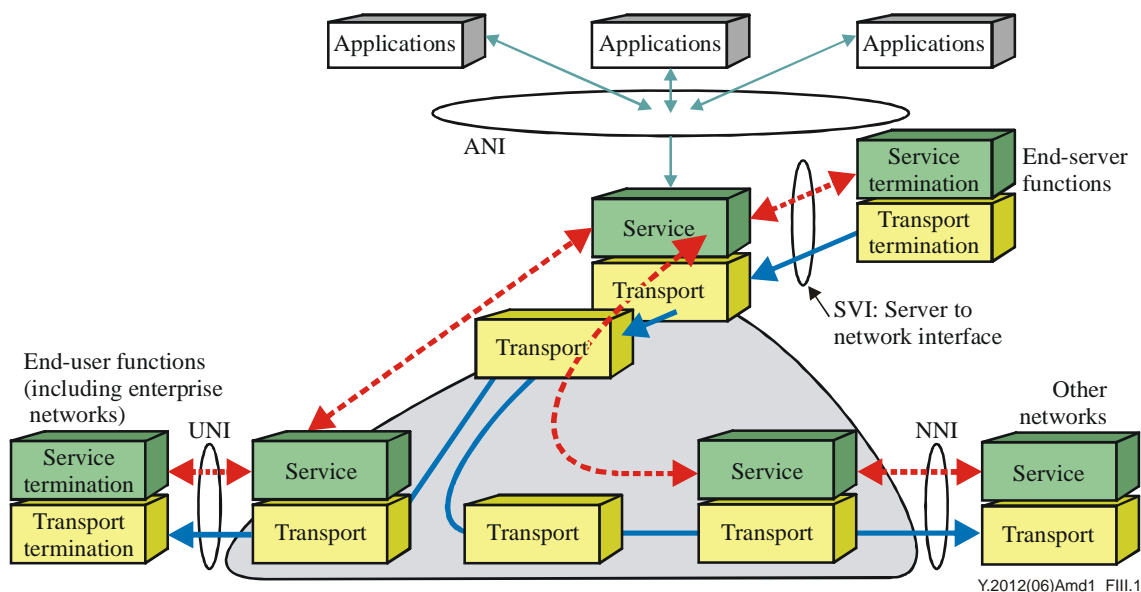 Applications
Applications
Applications
ANI
Service
termination
Transport
termination
End-server
functions
Service
Transport
SVI: Server to
network interface
Transport
End-user functions
(including enterprise
networks)
UNI
Service
termination
Transport
termination
Service
Transport
Transport
Service
Transport
NNI
Other
networks
Service
Transport
Y.2012(06)Amd1_FIII.1